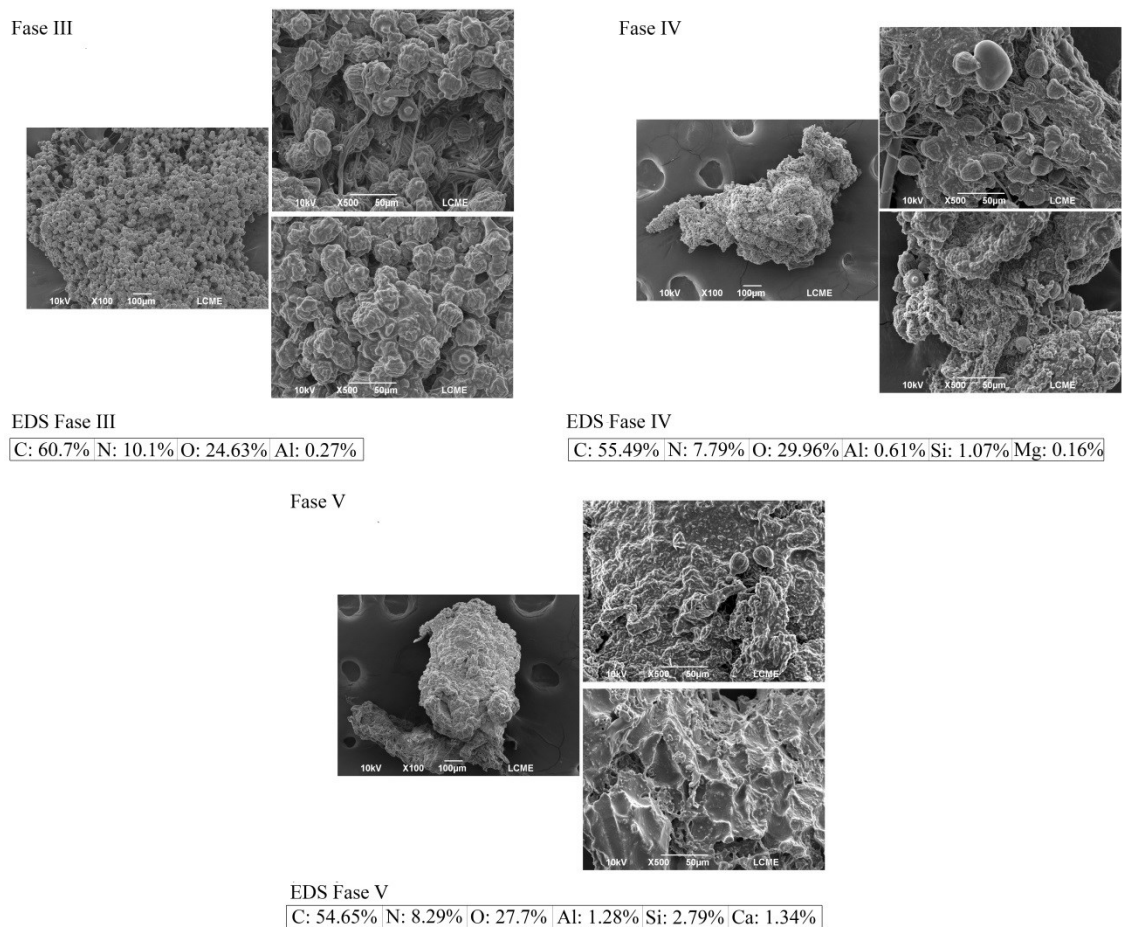 Fase III
10kV X500 50µm LCME
10kV X100 100µm LCME
10kV X500 50µm LCME
EDS Fase III
C: 60.7% N: 10.1% O: 24.63% Al: 0.27%
Fase IV
10kV X500 50µm LCME
10kV X100 100µm LCME
10kV X500 50µm LCME
EDS Fase IV
C: 55.49% N: 7.79% O: 29.96% Al: 0.61% Si: 1.07% Mg: 0.16%
Fase V
10kV X500 50µm LCME
10kV X100 100µm LCME
10kV X500 50µm LCME
EDS Fase V
C: 54.65% N: 8.29% O: 27.7% Al: 1.28% Si: 2.79% Ca: 1.34%